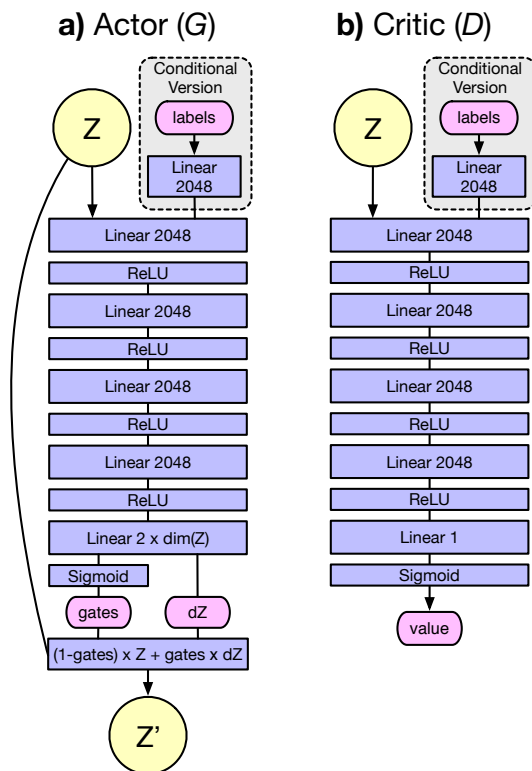 a) Actor (G)
Conditional
Version
labels
Z
Linear
2048
Linear 2048
ReLU
Linear 2048
ReLU
Linear 2048
ReLU
Linear 2048
ReLU
Linear 2 x dim(Z)
Sigmoid
gates
dZ
(1-gates) x Z + gates x dZ
Z'
b) Critic (D)
Conditional
Version
labels
Z
Linear
2048
Linear 2048
ReLU
Linear 2048
ReLU
Linear 2048
ReLU
Linear 2048
ReLU
Linear 1
Sigmoid
value